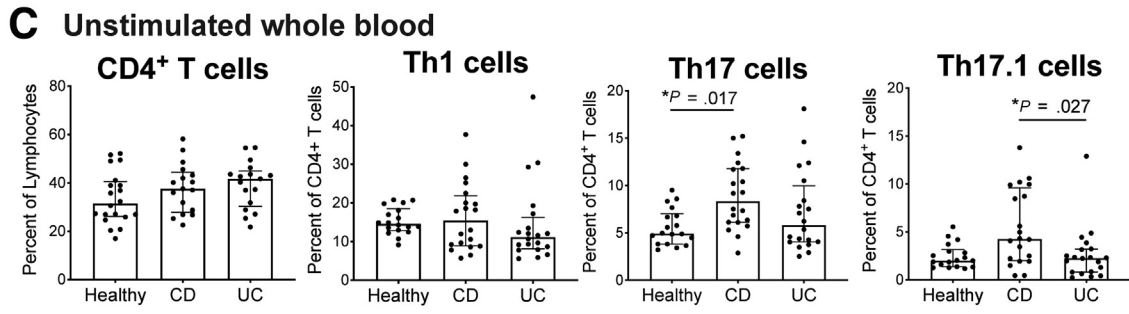 C Unstimulated whole blood
CD4⁺ T cells
Percent of Lymphocytes
80
60
40
20
0
Healthy CD UC
Th1 cells
Percent of CD4+ T cells
50
40
30
20
10
0
Healthy CD UC
Th17 cells
Percent of CD4⁺ T cells
20
15
10
5
0
*P = .017
Healthy CD UC
Th17.1 cells
Percent of CD4⁺ T cells
20
15
10
5
0
*P = .027
Healthy CD UC